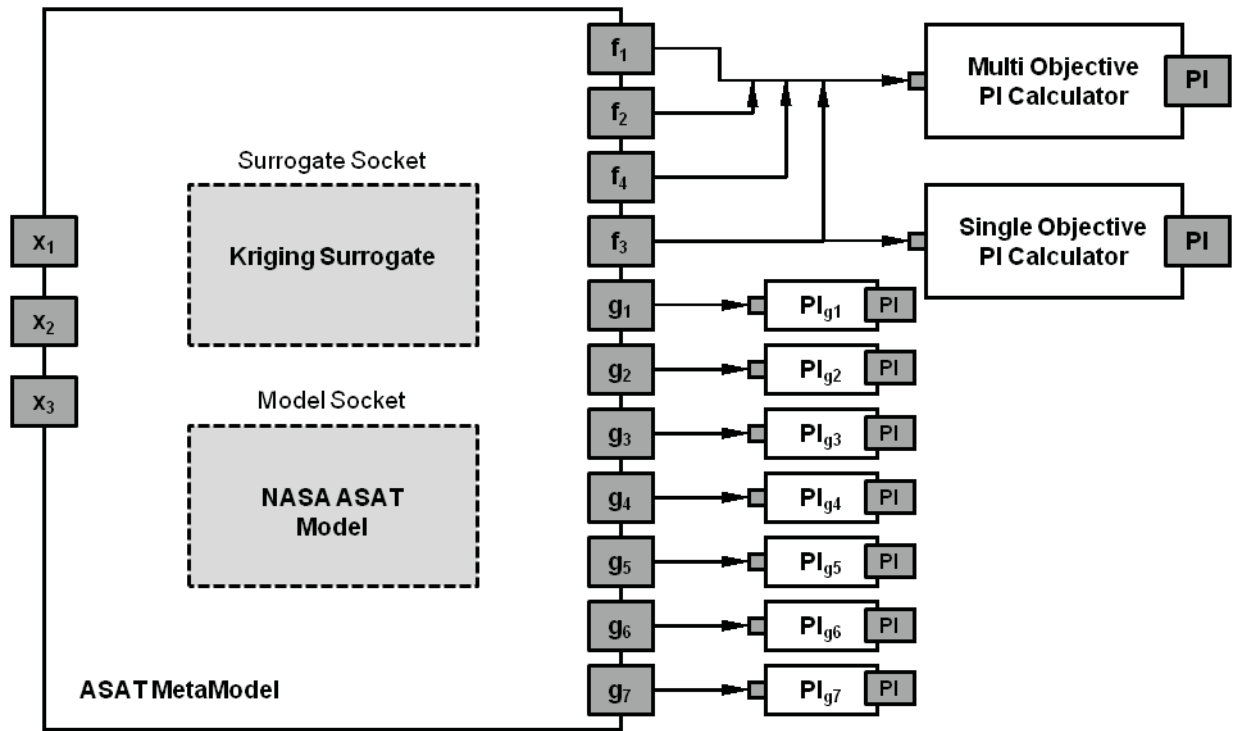 f1
f2
f4
f3
g1
g2
g3
g4
g5
g6
g7
x1
x2
x3
Surrogate Socket
Kriging Surrogate
Model Socket
NASA ASAT
Model
ASAT MetaModel
Multi Objective
PI Calculator
PI
Single Objective
PI Calculator
PI
PIg1
PI
PIg2
PI
PIg3
PI
PIg4
PI
PIg5
PI
PIg6
PI
PIg7
PI